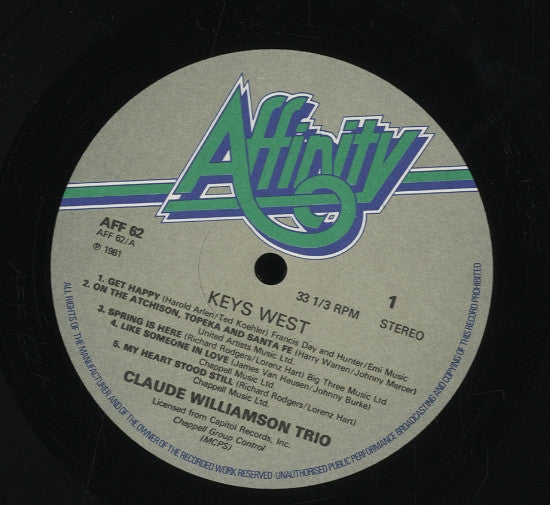 Affinity
AFF 62
AFF 62/A
℗ 1981
KEYS WEST
33 1/3 RPM
1
STEREO
1. GET HAPPY (Harold Arlen/Ted Koehler) Francis Day and Hunter/Emi Music
2. ON THE ATCHISON, TOPEKA AND SANTA FE (Harry Warren/Johnny Mercer)
United Artists Music Ltd
3. SPRING IS HERE (Richard Rodgers/Lorenz Hart) Big Three Music Ltd
4. LIKE SOMEONE IN LOVE (James Van Heusen/Johnny Burke)
Chappell Music Ltd.
5. MY HEART STOOD STILL (Richard Rodgers/Lorenz Hart)
Chappell Music Ltd.
CLAUDE WILLIAMSON TRIO
Licensed from Capitol Records, Inc.
Chappell Group Control
(MCPS)
ALL RIGHTS OF THE MANUFACTURER AND OF THE OWNER OF THE RECORDED WORK RESERVED · UNAUTHORISED PUBLIC PERFORMANCE BROADCASTING AND COPYING OF THIS RECORD PROHIBITED